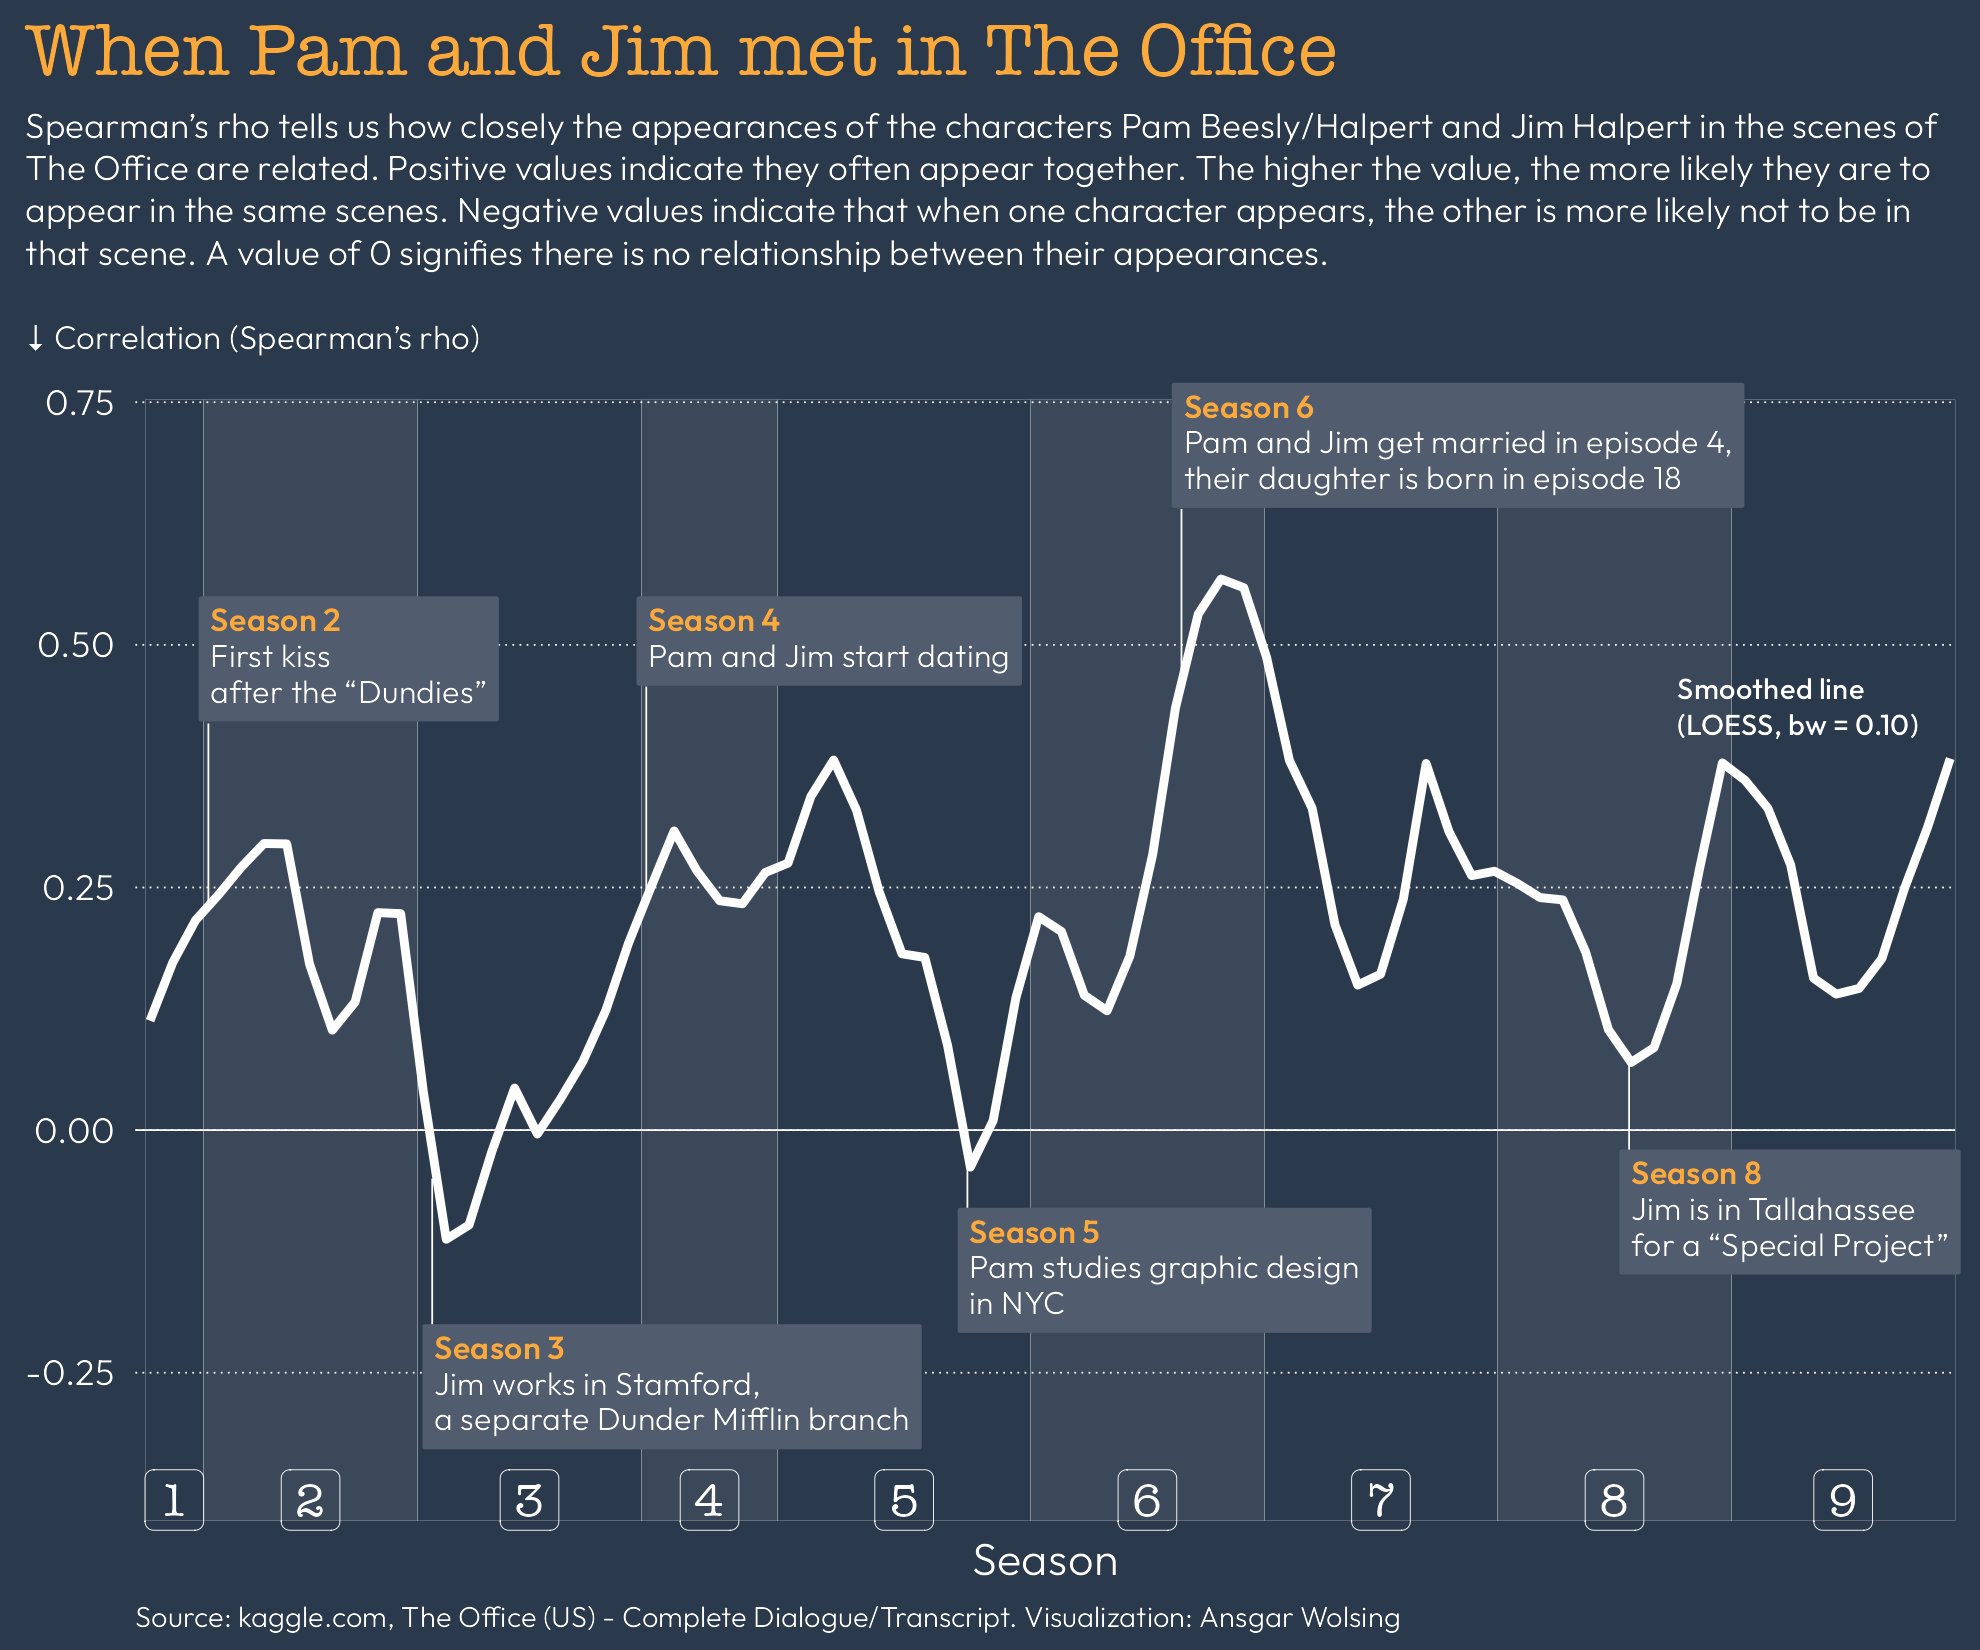 When Pam and Jim met in The Office
Spearman’s rho tells us how closely the appearances of the characters Pam Beesly/Halpert and Jim Halpert in the scenes of
The Office are related. Positive values indicate they often appear together. The higher the value, the more likely they are to
appear in the same scenes. Negative values indicate that when one character appears, the other is more likely not to be in
that scene. A value of 0 signifies there is no relationship between their appearances.
↓ Correlation (Spearman’s rho)
0.75
Season 6
Pam and Jim get married in episode 4,
their daughter is born in episode 18
Season 2
First kiss
after the “Dundies”
Season 4
Pam and Jim start dating
0.50
Smoothed line
(LOESS, bw = 0.10)
0.25
0.00
Season 8
Jim is in Tallahassee
for a “Special Project”
Season 5
Pam studies graphic design
in NYC
Season 3
Jim works in Stamford,
a separate Dunder Mifflin branch
-0.25
1 2 3 4 5 6 7 8 9
Season
Source: kaggle.com, The Office (US) - Complete Dialogue/Transcript. Visualization: Ansgar Wolsing